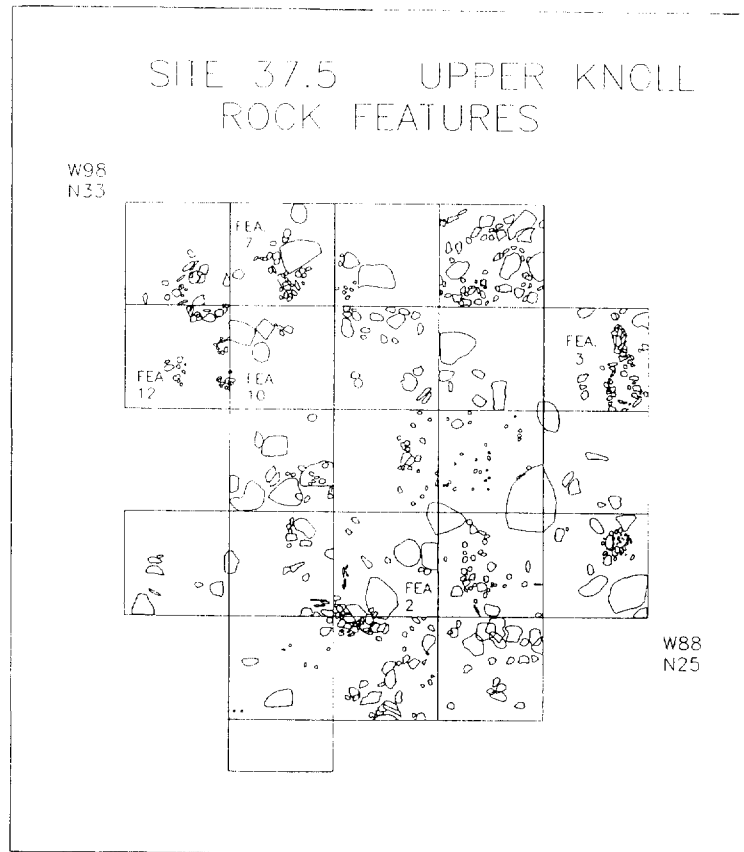 SITE 37.5 UPPER KNOLL
ROCK FEATURES
W98
N33
FEA.
7
FEA.
3
FEA
12
FEA
10
FEA
2
W88
N25